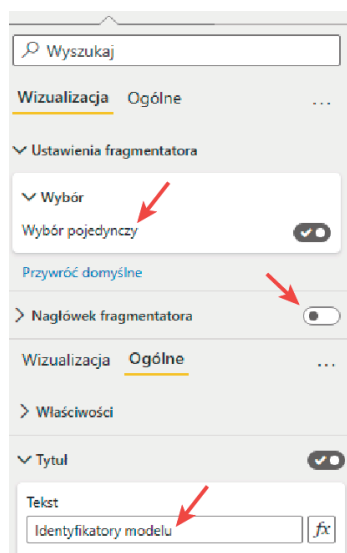 Wyszukaj
Wizualizacja Ogólne ...
Ustawienia fragmentatora
Wybór
Wybór pojedynczy
Przywróć domyślne
Nagłówek fragmentatora
Wizualizacja Ogólne ...
Właściwości
Tytuł
Tekst
Identyfikatory modelu fx